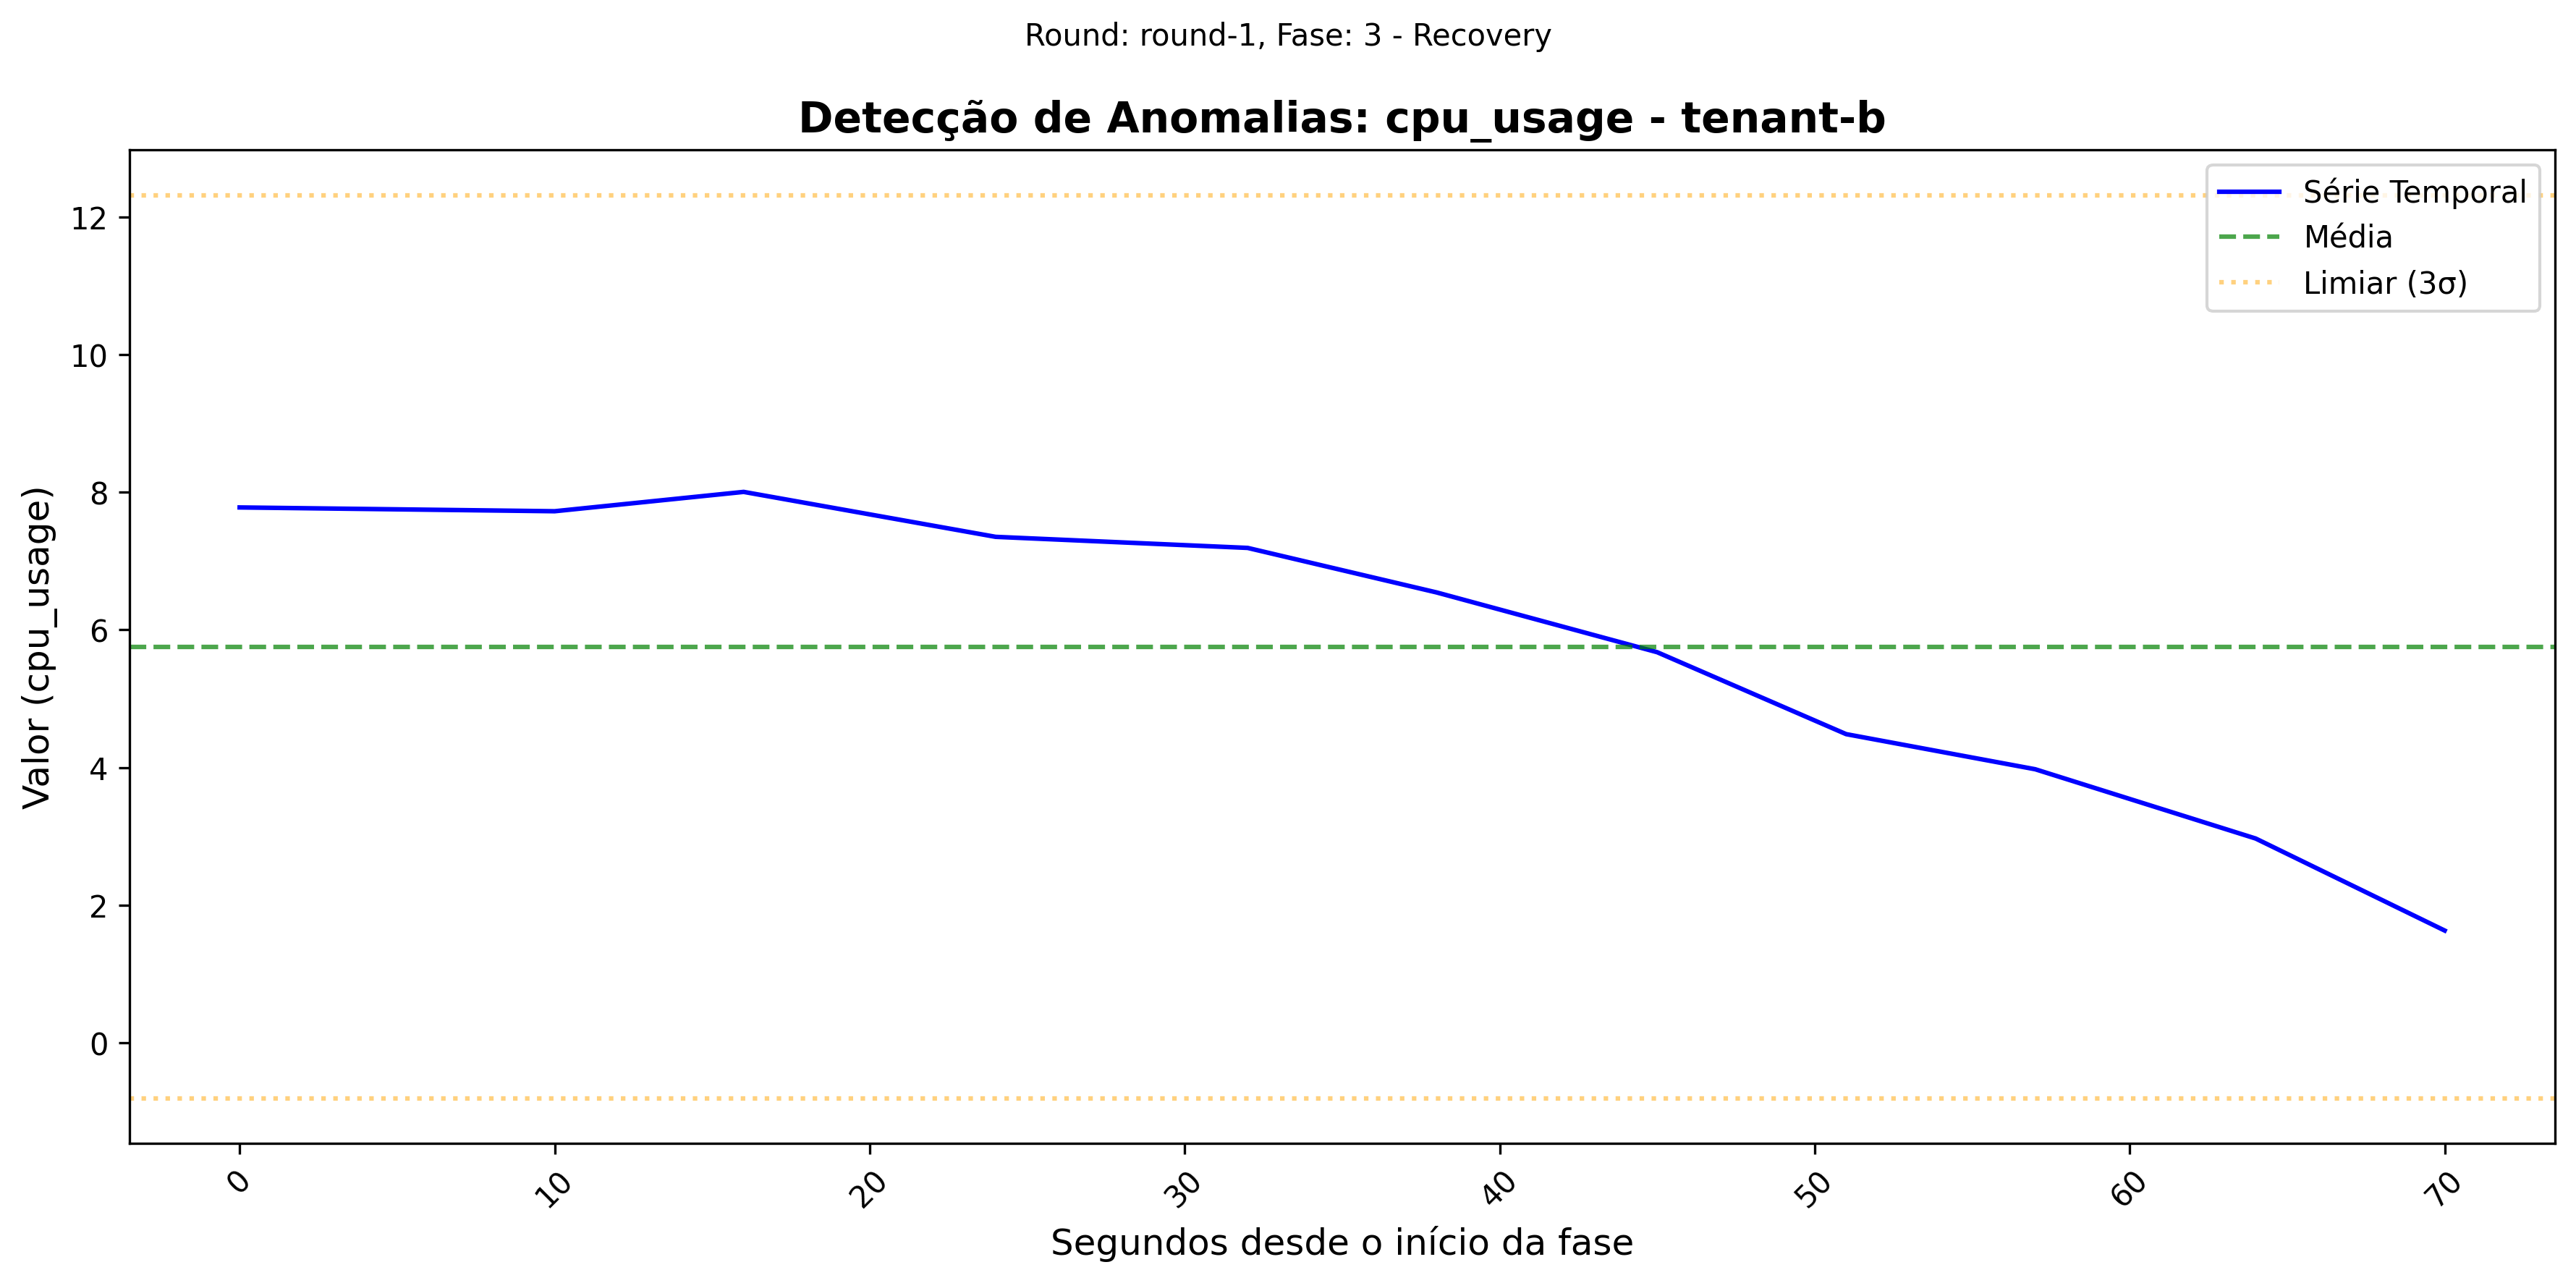 Round: round-1, Fase: 3 - Recovery
Detecção de Anomalias: cpu_usage - tenant-b
Série Temporal
Média
Limiar (3σ)
Valor (cpu_usage)
12
10
8
6
4
2
0
0 10 20 30 40 50 60 70
Segundos desde o início da fase